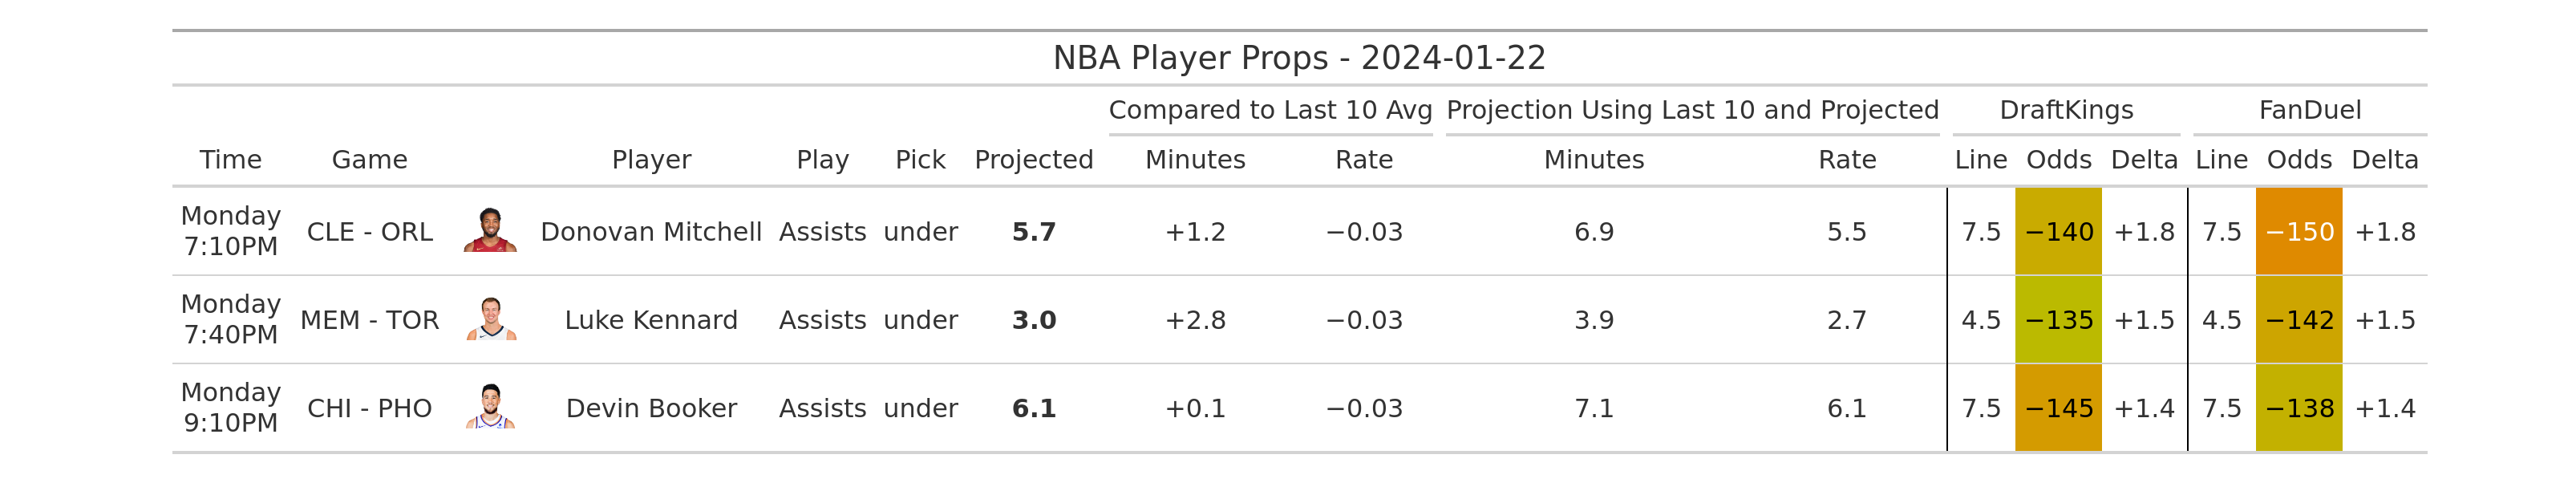 NBA Player Props - 2024-01-22
Compared to Last 10 Avg Projection Using Last 10 and Projected DraftKings FanDuel
Time Game Player Play Pick Projected Minutes Rate Minutes Rate Line Odds Delta Line Odds Delta
Monday
7:10PM CLE - ORL Donovan Mitchell Assists under 5.7 +1.2 −0.03 6.9 5.5 7.5 −140 +1.8 7.5 −150 +1.8
Monday
7:40PM MEM - TOR Luke Kennard Assists under 3.0 +2.8 −0.03 3.9 2.7 4.5 −135 +1.5 4.5 −142 +1.5
Monday
9:10PM CHI - PHO Devin Booker Assists under 6.1 +0.1 −0.03 7.1 6.1 7.5 −145 +1.4 7.5 −138 +1.4